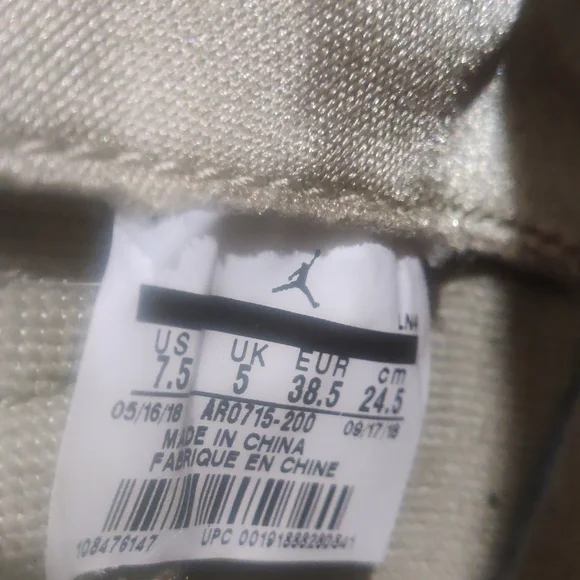 LN4
US UK EUR cm
7.5 5 38.5 24.5
05/16/18 AR0715-200 09/17/18
MADE IN CHINA
FABRIQUE EN CHINE
108476147 UPC